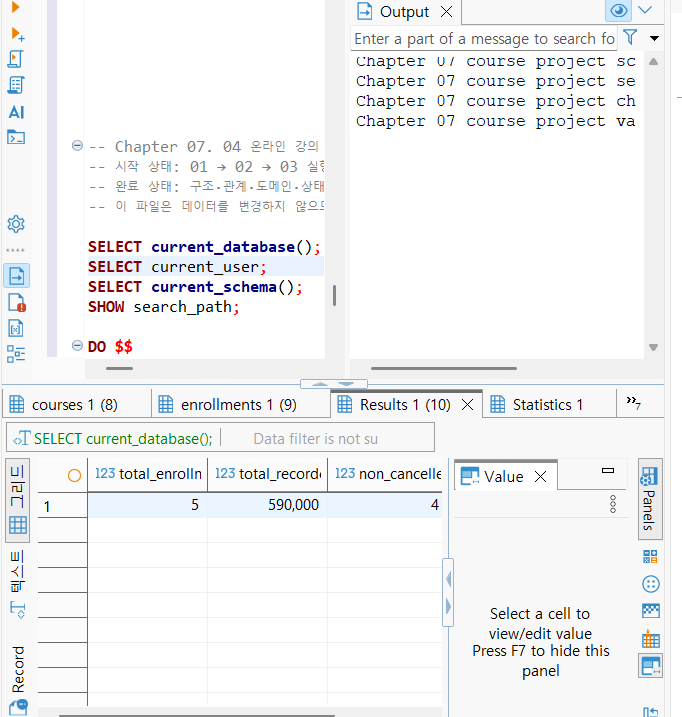 Output
Enter a part of a message to search fo
Chapter 07 course project sc
Chapter 07 course project se
Chapter 07 course project ch
Chapter 07 course project va
AI
-- Chapter 07. 04 온라인 강의
-- 시작 상태: 01 → 02 → 03 실행
-- 완료 상태: 구조·관계·도메인·상태
-- 이 파일은 데이터를 변경하지 않으므
SELECT current_database();
SELECT current_user;
SELECT current_schema();
SHOW search_path;
DO $$
courses 1 (8)
enrollments 1 (9)
Results 1 (10)
Statistics 1
»7
SELECT current_database();
Data filter is not su
그리드
텍스트
Record
123 total_enrolln
123 total_recorde
123 non_cancelle
1
5
590,000
4
Value
Select a cell to
view/edit value
Press F7 to hide this
panel
Panels